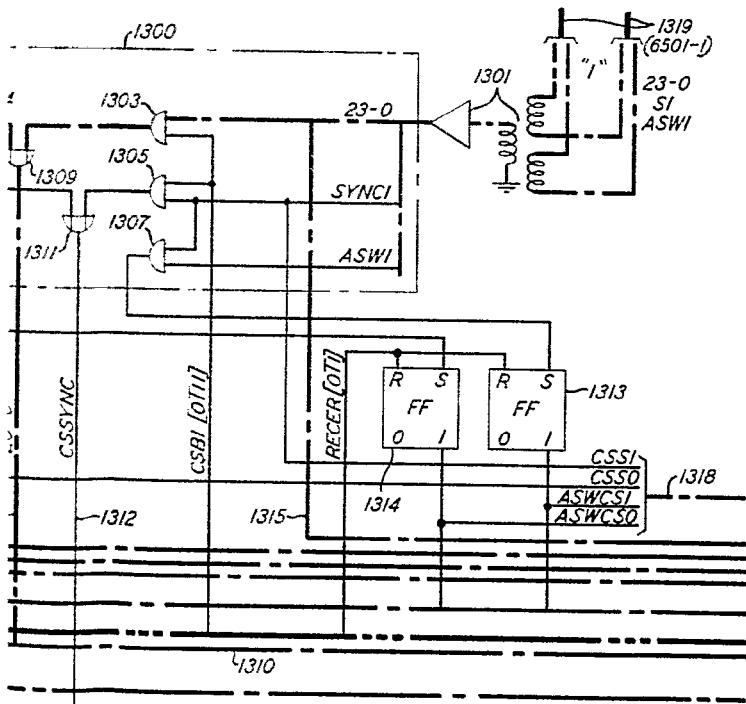 1300
1319
(6501-1)
"1"
1301
23-0
S1
ASW1
1303
23-0
1305
SYNC1
1309
1307
ASW1
1311
R S
FF
0 1
R S
FF
0 1
1313
CSSYNC
CSB1 [0T11]
RECER [0T1]
1314
CSS1
CSS0
ASWCS1
ASWCS0
1318
1312
1315
1310